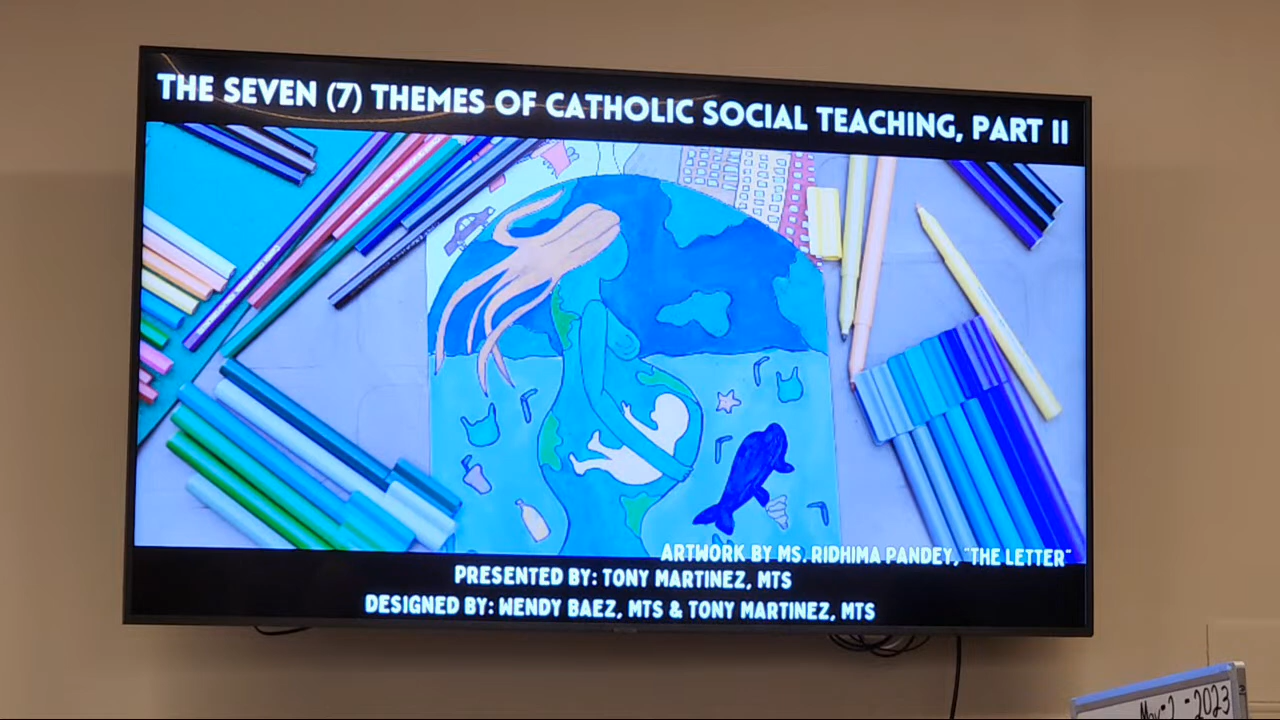 THE SEVEN (7) THEMES OF CATHOLIC SOCIAL TEACHING, PART II
ARTWORK BY MS. RIDHIMA PANDEY, "THE LETTER"
PRESENTED BY: TONY MARTINEZ, MTS
DESIGNED BY: WENDY BAEZ, MTS & TONY MARTINEZ, MTS
2023